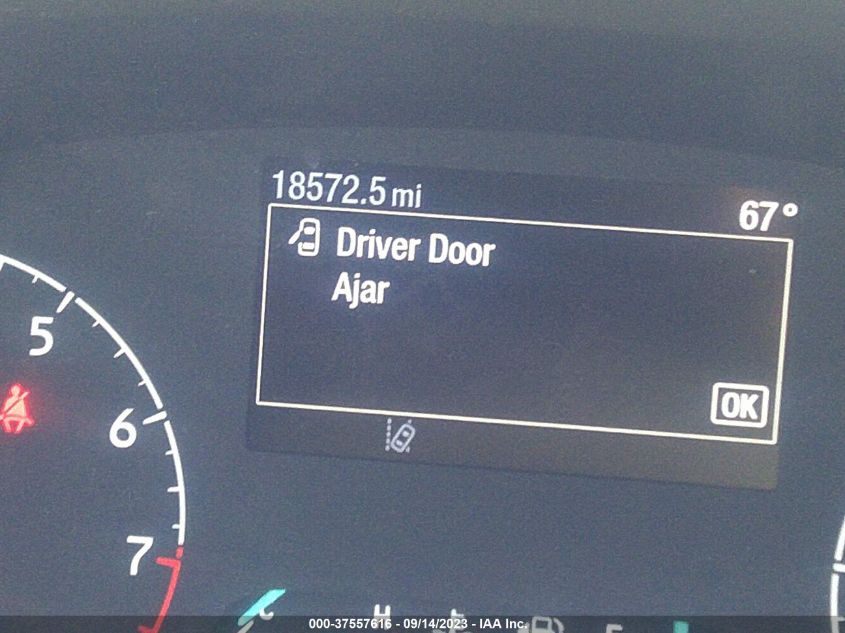 18572.5 mi
67°
Driver Door
Ajar
OK
5
6
7
H
000-37557616 - 09/14/2023 - IAA Inc.